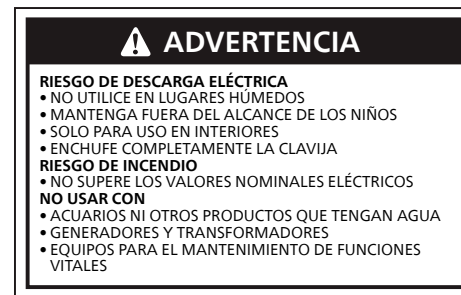 ADVERTENCIA
RIESGO DE DESCARGA ELÉCTRICA
• NO UTILICE EN LUGARES HÚMEDOS
• MANTENGA FUERA DEL ALCANCE DE LOS NIÑOS
• SOLO PARA USO EN INTERIORES
• ENCHUFE COMPLETAMENTE LA CLAVIJA
RIESGO DE INCENDIO
• NO SUPERE LOS VALORES NOMINALES ELÉCTRICOS
NO USAR CON
• ACUARIOS NI OTROS PRODUCTOS QUE TENGAN AGUA
• GENERADORES Y TRANSFORMADORES
• EQUIPOS PARA EL MANTENIMIENTO DE FUNCIONES
VITALES